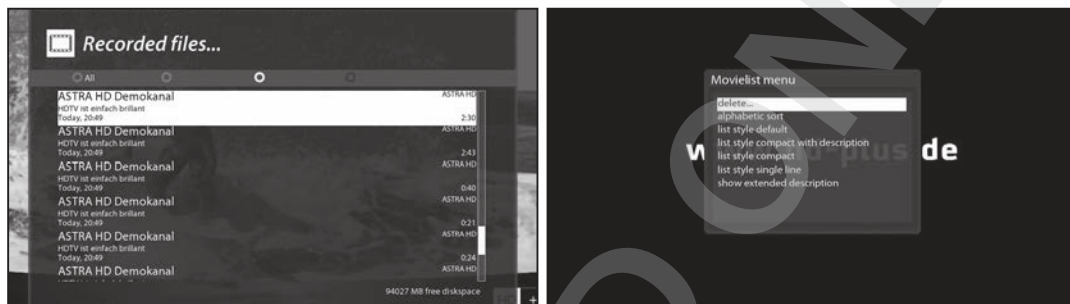 Recorded files...
All
ASTRA HD Demokanal ASTRA HD
HDTV ist einfach brillant
Today, 20:49 2:30
ASTRA HD Demokanal ASTRA HD
HDTV ist einfach brillant
Today, 20:49 2:43
ASTRA HD Demokanal ASTRA HD
HDTV ist einfach brillant
Today, 20:49 0:40
ASTRA HD Demokanal ASTRA HD
HDTV ist einfach brillant
Today, 20:49 0:21
ASTRA HD Demokanal ASTRA HD
HDTV ist einfach brillant
Today, 20:49 0:24
ASTRA HD Demokanal ASTRA HD
94027 MB free diskspace
+
Movielist menu
delete...
alphabetic sort
list style default
list style compact with description
list style compact
list style single line
show extended description
plus de